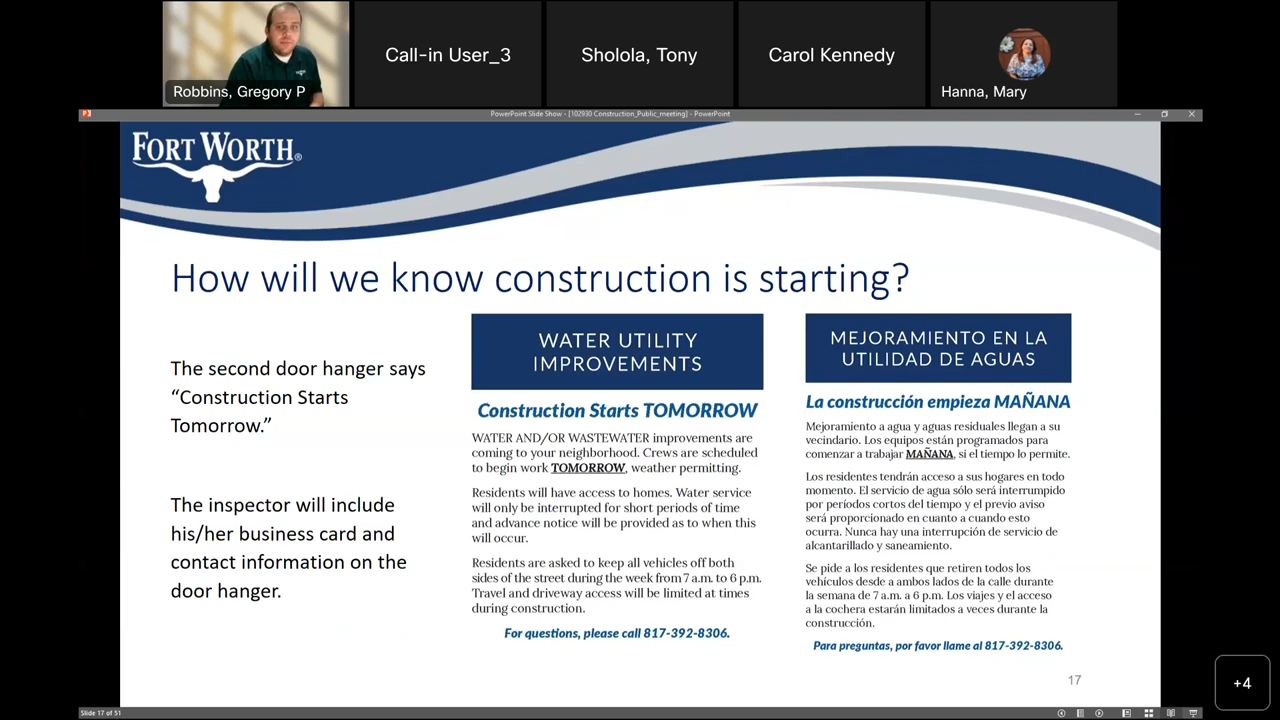 Robbins, Gregory P
Call-in User_3
Sholola, Tony
Carol Kennedy
Hanna, Mary
PowerPoint Slide Show - [102930 Construction_Public_meeting] - PowerPoint
FORT WORTH®
How will we know construction is starting?
The second door hanger says
“Construction Starts
Tomorrow.”
The inspector will include
his/her business card and
contact information on the
door hanger.
WATER UTILITY
IMPROVEMENTS
Construction Starts TOMORROW
WATER AND/OR WASTEWATER improvements are
coming to your neighborhood. Crews are scheduled
to begin work TOMORROW, weather permitting.
Residents will have access to homes. Water service
will only be interrupted for short periods of time
and advance notice will be provided as to when this
will occur.
Residents are asked to keep all vehicles off both
sides of the street during the week from 7 a.m. to 6 p.m.
Travel and driveway access will be limited at times
during construction.
For questions, please call 817-392-8306.
MEJORAMIENTO EN LA
UTILIDAD DE AGUAS
La construcción empieza MAÑANA
Mejoramiento a agua y aguas residuales llegan a su
vecindario. Los equipos están programados para
comenzar a trabajar MAÑANA, si el tiempo lo permite.
Los residentes tendrán acceso a sus hogares en todo
momento. El servicio de agua sólo será interrumpido
por períodos cortos del tiempo y el previo aviso
será proporcionado en cuanto a cuando esto
ocurra. Nunca hay una interrupción de servicio de
alcantarillado y saneamiento.
Se pide a los residentes que retiren todos los
vehículos desde a ambos lados de la calle durante
la semana de 7 a.m. a 6 p.m. Los viajes y el acceso
a la cochera estarán limitados a veces durante la
construcción.
Para preguntas, por favor llame al 817-392-8306.
17
+4
Slide 17 of 51